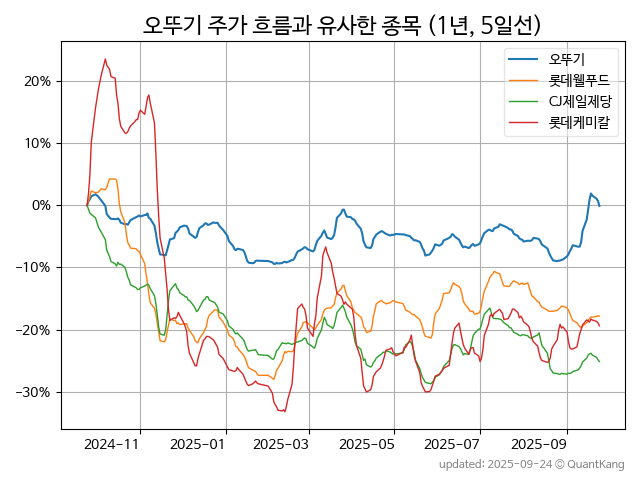 오뚜기 주가 흐름과 유사한 종목 (1년, 5일선)
오뚜기
롯데웰푸드
CJ제일제당
롯데케미칼
20%
10%
0%
−10%
−20%
−30%
2024-11
2025-01
2025-03
2025-05
2025-07
2025-09
updated: 2025-09-24 © QuantKang